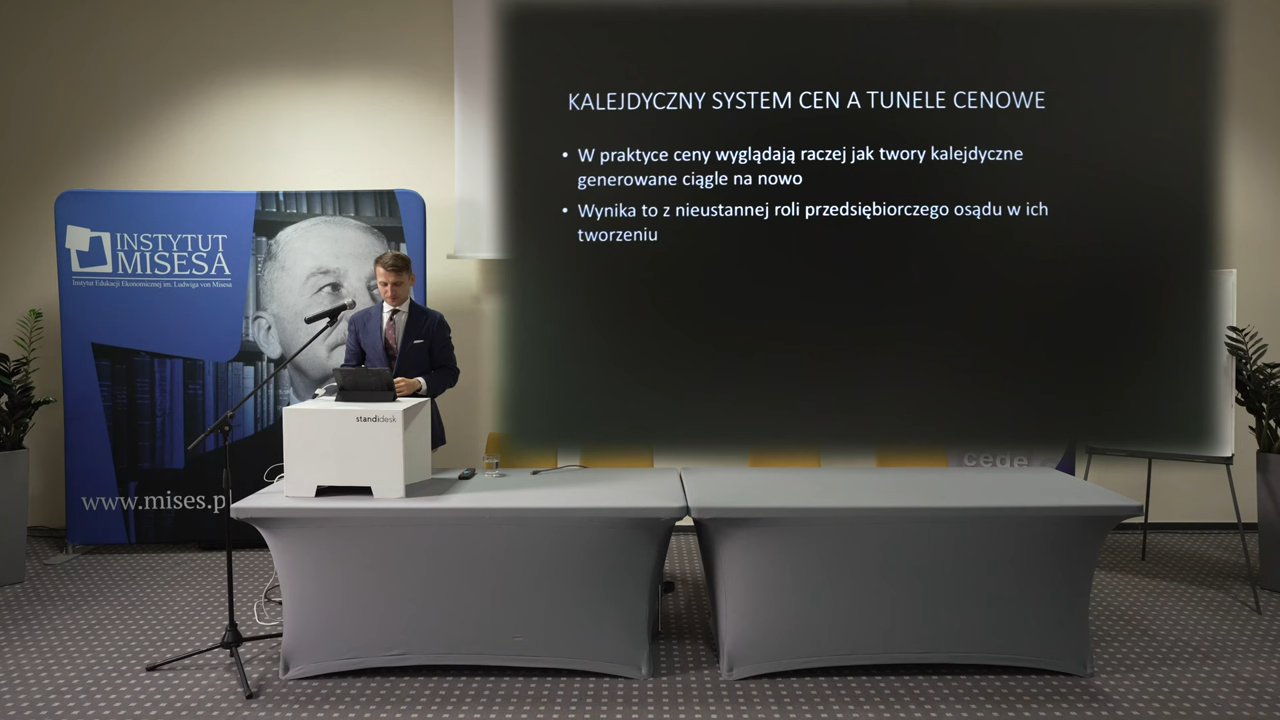 KALEJDYCZNY SYSTEM CEN A TUNELE CENOWE
• W praktyce ceny wyglądają raczej jak twory kalejdyczne
generowane ciągle na nowo
• Wynika to z nieustannej roli przedsiębiorczego osądu w ich
tworzeniu
INSTYTUT
MISESA
Instytut Edukacji Ekonomicznej im. Ludwiga von Misesa
www.mises.pl
standidesk
cede